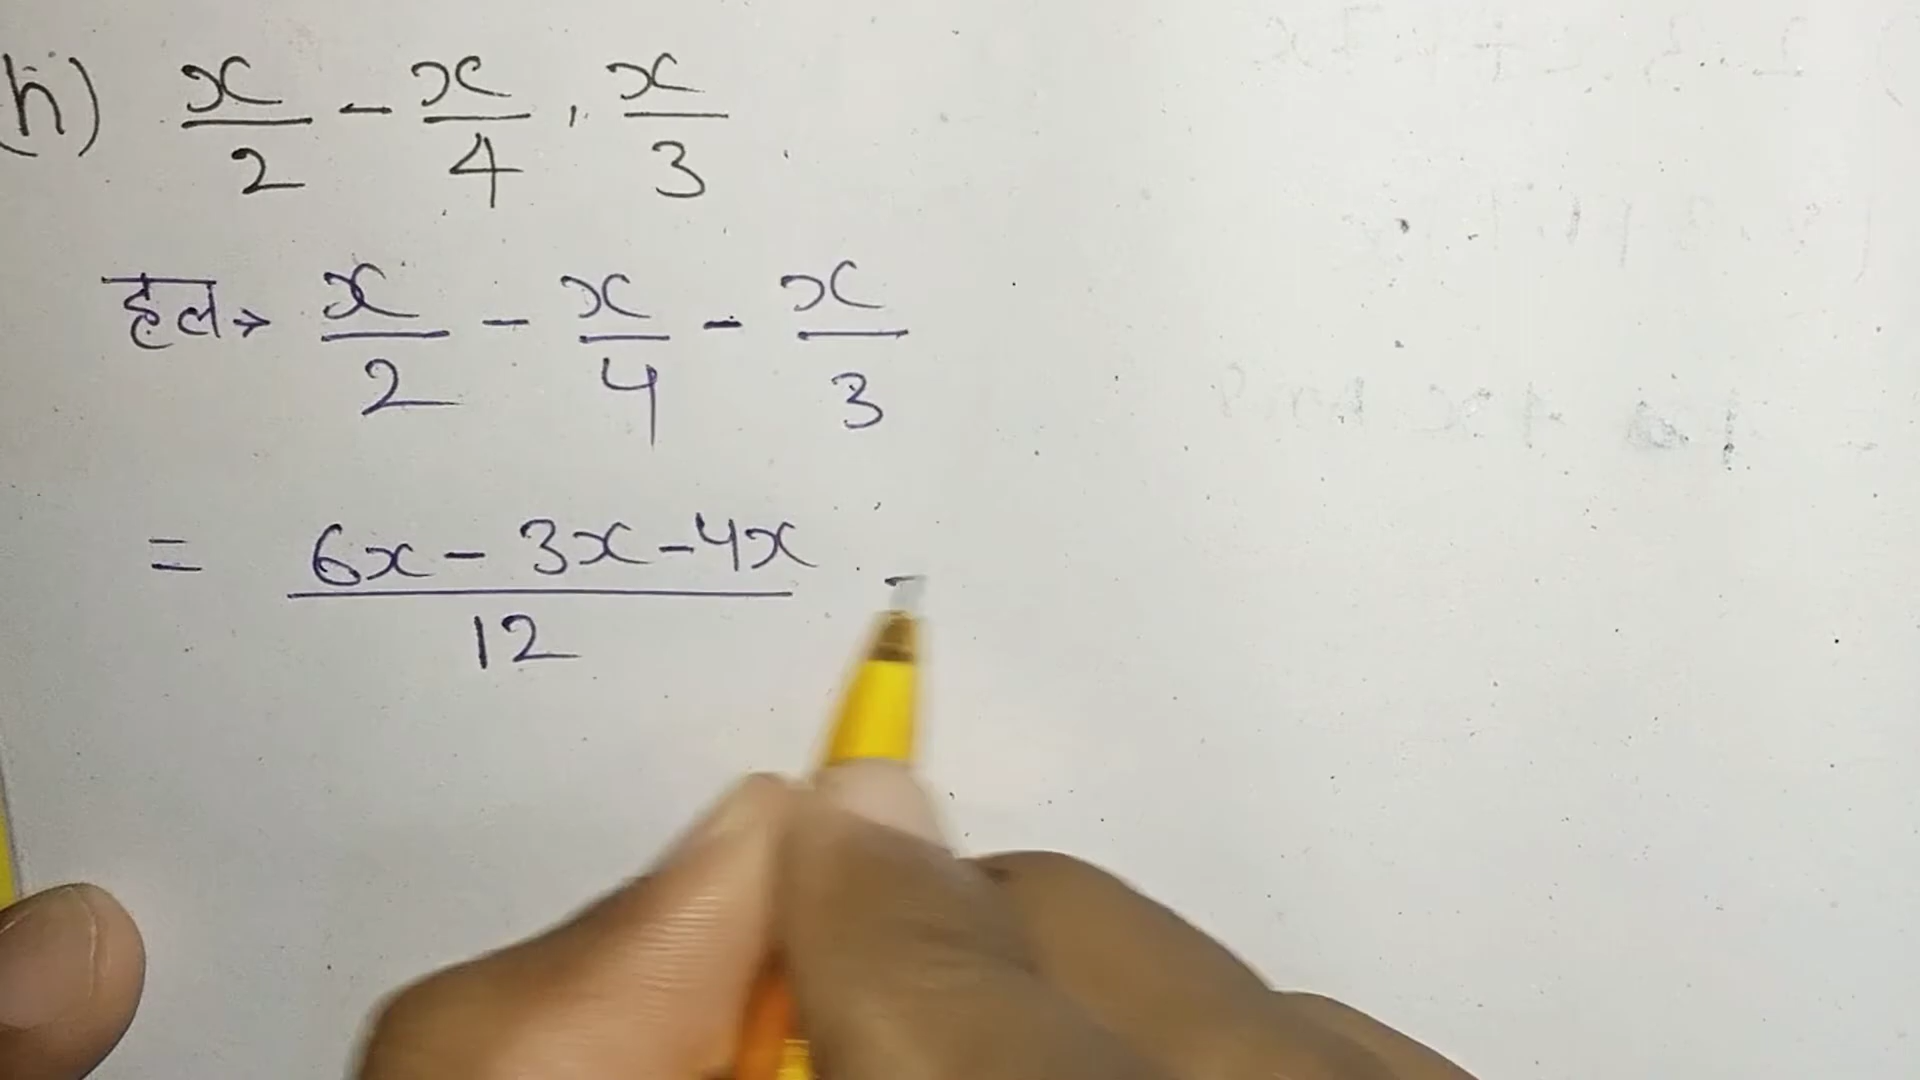 (h) x/2 - x/4 , x/3
हल→ x/2 - x/4 - x/3
= (6x - 3x - 4x)/12